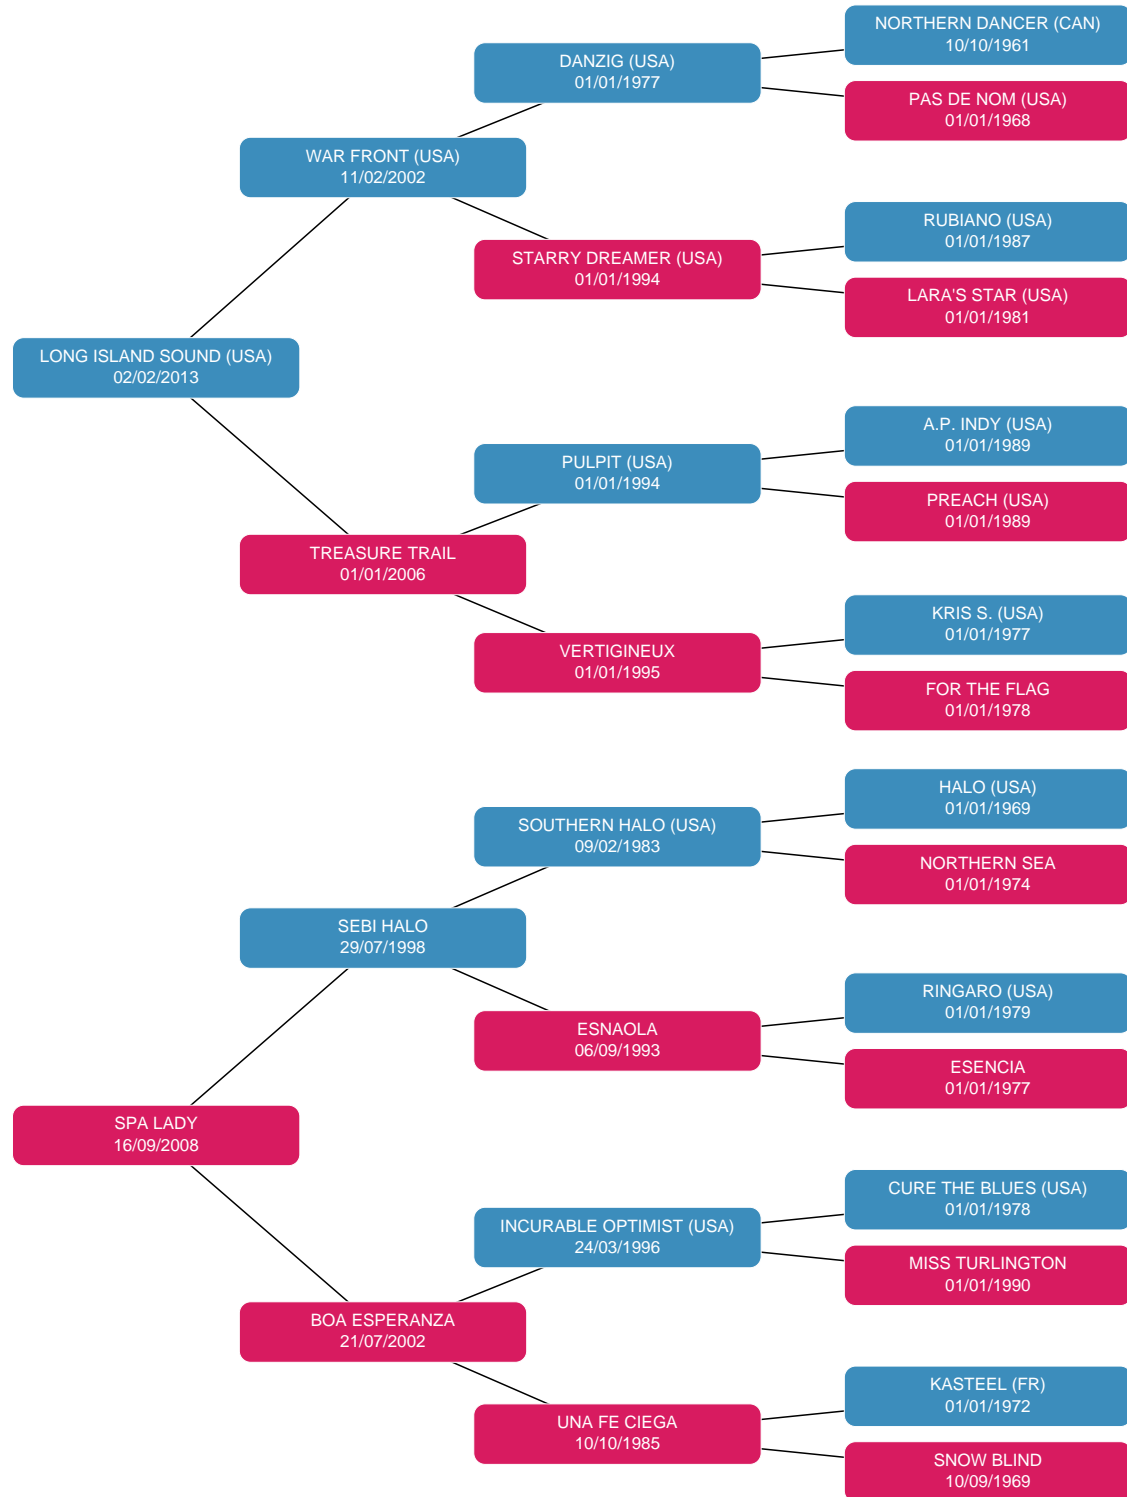 NORTHERN DANCER (CAN)
10/10/1961
DANZIG (USA)
01/01/1977
PAS DE NOM (USA)
01/01/1968
WAR FRONT (USA)
11/02/2002
RUBIANO (USA)
01/01/1987
STARRY DREAMER (USA)
01/01/1994
LARA'S STAR (USA)
01/01/1981
LONG ISLAND SOUND (USA)
02/02/2013
A.P. INDY (USA)
01/01/1989
PULPIT (USA)
01/01/1994
PREACH (USA)
01/01/1989
TREASURE TRAIL
01/01/2006
KRIS S. (USA)
01/01/1977
VERTIGINEUX
01/01/1995
FOR THE FLAG
01/01/1978
HALO (USA)
01/01/1969
SOUTHERN HALO (USA)
09/02/1983
NORTHERN SEA
01/01/1974
SEBI HALO
29/07/1998
RINGARO (USA)
01/01/1979
ESNAOLA
06/09/1993
ESENCIA
01/01/1977
SPA LADY
16/09/2008
CURE THE BLUES (USA)
01/01/1978
INCURABLE OPTIMIST (USA)
24/03/1996
MISS TURLINGTON
01/01/1990
BOA ESPERANZA
21/07/2002
KASTEEL (FR)
01/01/1972
UNA FE CIEGA
10/10/1985
SNOW BLIND
10/09/1969